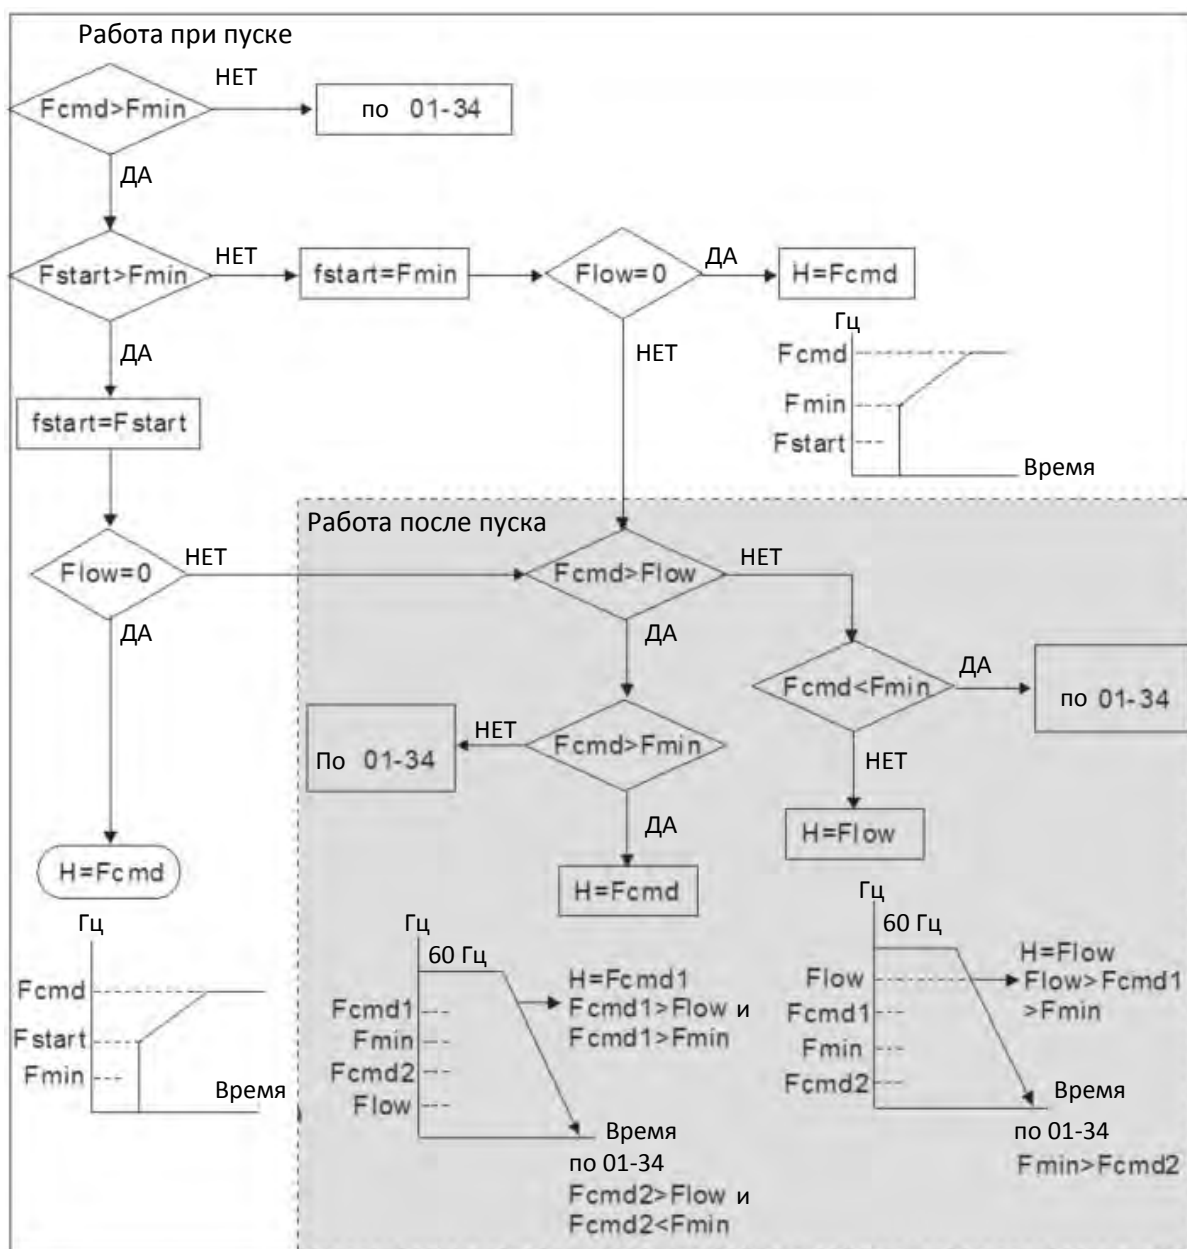 Работа при пуске
Fcmd>Fmin
НЕТ
по 01-34
ДА
Fstart>Fmin
НЕТ
fstart=Fmin
Flow=0
ДА
H=Fcmd
ДА
НЕТ
fstart=Fstart
Гц
Fcmd
Fmin
Fstart
Время
Flow=0
НЕТ
ДА
H=Fcmd
Гц
Fcmd
Fstart
Fmin
Время
Работа после пуска
Fcmd>Flow
НЕТ
ДА
Fcmd<Fmin
ДА
по 01-34
Fcmd>Fmin
НЕТ
По 01-34
НЕТ
H=Flow
ДА
H=Fcmd
Гц
60 Гц
Fcmd1
Fmin
Fcmd2
Flow
H=Fcmd1
Fcmd1>Flow и
Fcmd1>Fmin
Время
по 01-34
Fcmd2>Flow и
Fcmd2<Fmin
Гц
60 Гц
Flow
Fcmd1
Fmin
Fcmd2
H=Flow
Flow>Fcmd1
>Fmin
Время
по 01-34
Fmin>Fcmd2